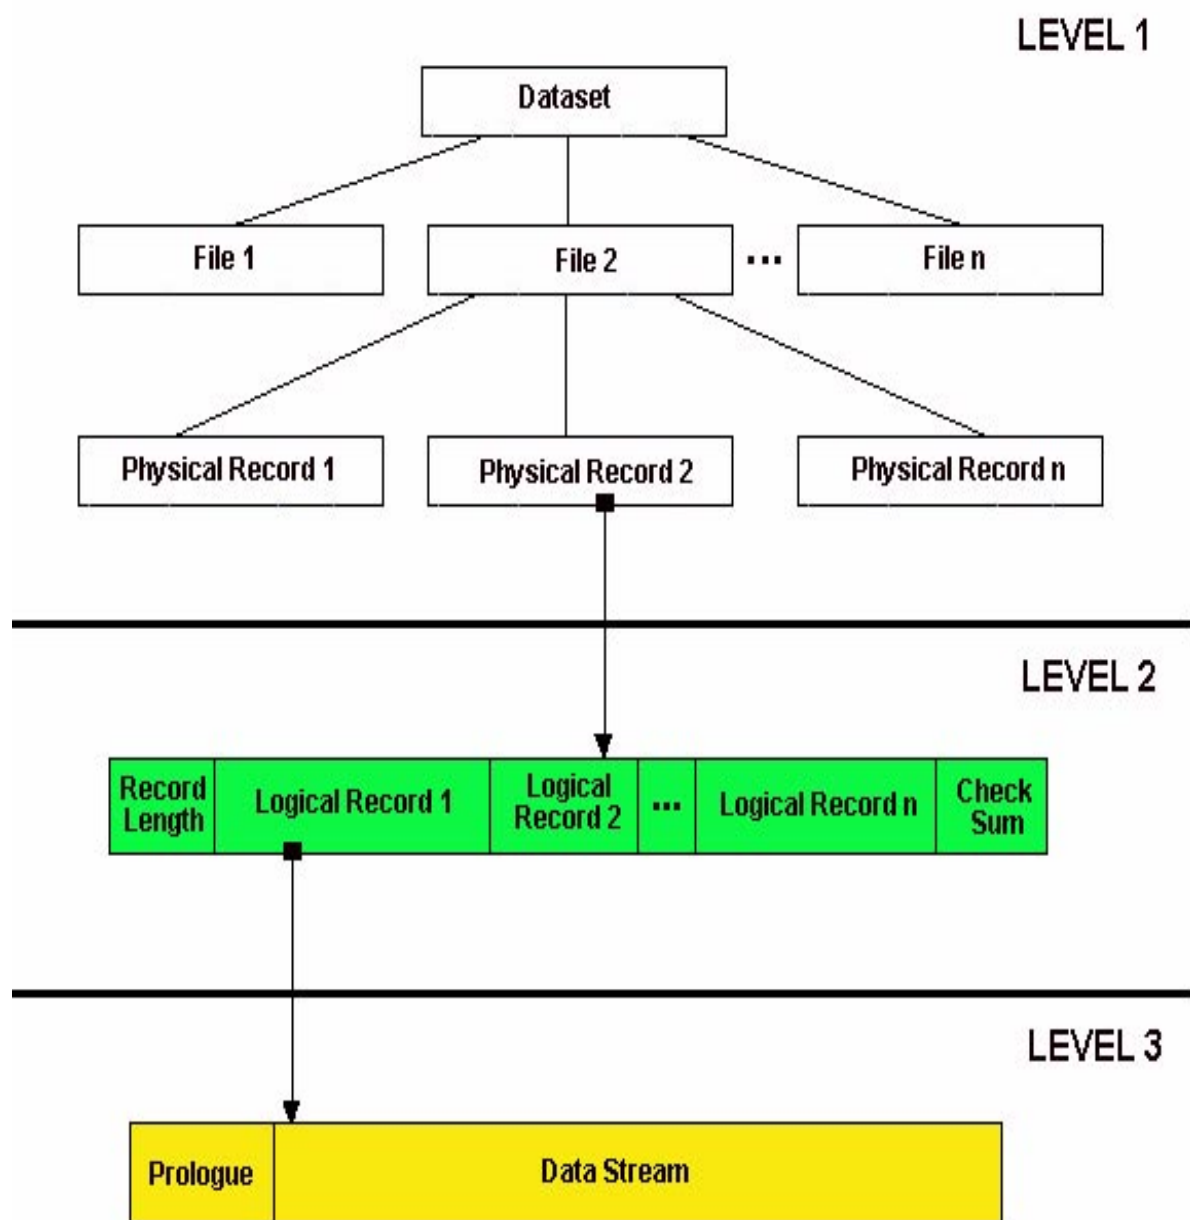 LEVEL 1
Dataset
File 1
File 2
...
File n
Physical Record 1
Physical Record 2
Physical Record n
LEVEL 2
Record
Length
Logical Record 1
Logical
Record 2
...
Logical Record n
Check
Sum
LEVEL 3
Prologue
Data Stream